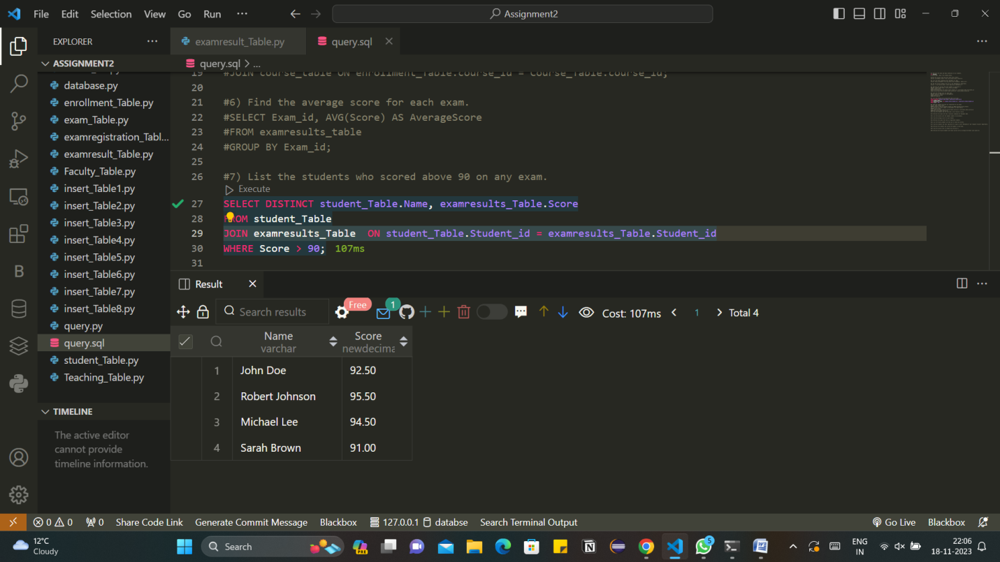 File Edit Selection View Go Run ···
Assignment2
EXPLORER
ASSIGNMENT2
database.py
enrollment_Table.py
exam_Table.py
examregistration_Tabl...
examresult_Table.py
Faculty_Table.py
insert_Table1.py
insert_Table2.py
insert_Table3.py
insert_Table4.py
insert_Table5.py
insert_Table6.py
insert_Table7.py
insert_Table8.py
query.py
query.sql
student_Table.py
Teaching_Table.py
TIMELINE
The active editor
cannot provide
timeline information.
examresult_Table.py query.sql
query.sql > ...
19 #JOIN course_table ON enrollment_Table.course_id = Course_Table.Course_id;
20
21 #6) Find the average score for each exam.
22 #SELECT Exam_id, AVG(Score) AS AverageScore
23 #FROM examresults_table
24 #GROUP BY Exam_id;
25
26 #7) List the students who scored above 90 on any exam.
Execute
27 SELECT DISTINCT student_Table.Name, examresults_Table.Score
28 FROM student_Table
29 JOIN examresults_Table ON student_Table.Student_id = examresults_Table.Student_id
30 WHERE Score > 90; 107ms
31
Result
Search results Free 1 Cost: 107ms < 1 > Total 4
Name Score
varchar newdecima
1 John Doe 92.50
2 Robert Johnson 95.50
3 Michael Lee 94.50
4 Sarah Brown 91.00
0 0 0 Share Code Link Generate Commit Message Blackbox 127.0.0.1 databse Search Terminal Output Go Live Blackbox
12°C
Cloudy
Search
PRE
5
ENG
IN
22:06
18-11-2023